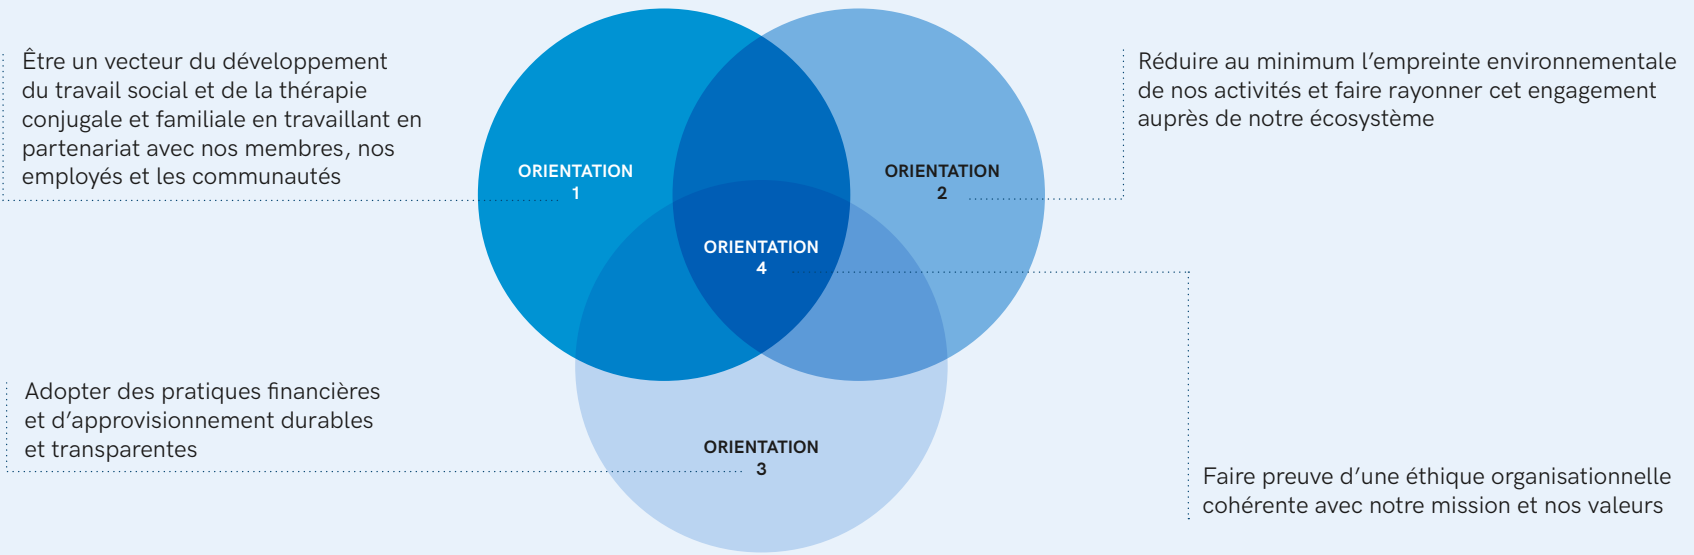 Être un vecteur du développement
du travail social et de la thérapie
conjugale et familiale en travaillant en
partenariat avec nos membres, nos
employés et les communautés
ORIENTATION
1
ORIENTATION
2
Réduire au minimum l’empreinte environnementale
de nos activités et faire rayonner cet engagement
auprès de notre écosystème
ORIENTATION
4
Adopter des pratiques financières
et d’approvisionnement durables
et transparentes
ORIENTATION
3
Faire preuve d’une éthique organisationnelle
cohérente avec notre mission et nos valeurs